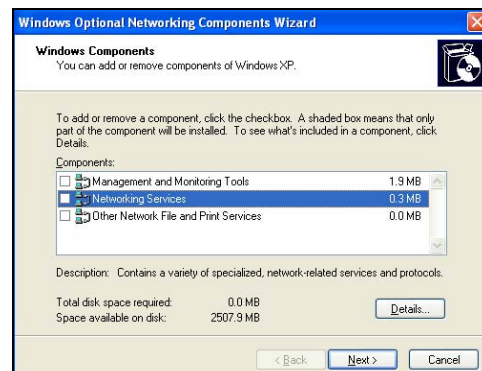 Windows Optional Networking Components Wizard
Windows Components
You can add or remove components of Windows XP.
To add or remove a component, click the checkbox. A shaded box means that only
part of the component will be installed. To see what's included in a component, click
Details.
Components:
Management and Monitoring Tools 1.9 MB
Networking Services 0.3 MB
Other Network File and Print Services 0.0 MB
Description: Contains a variety of specialized, network-related services and protocols.
Total disk space required: 0.0 MB
Space available on disk: 2507.9 MB
Details...
< Back Next > Cancel